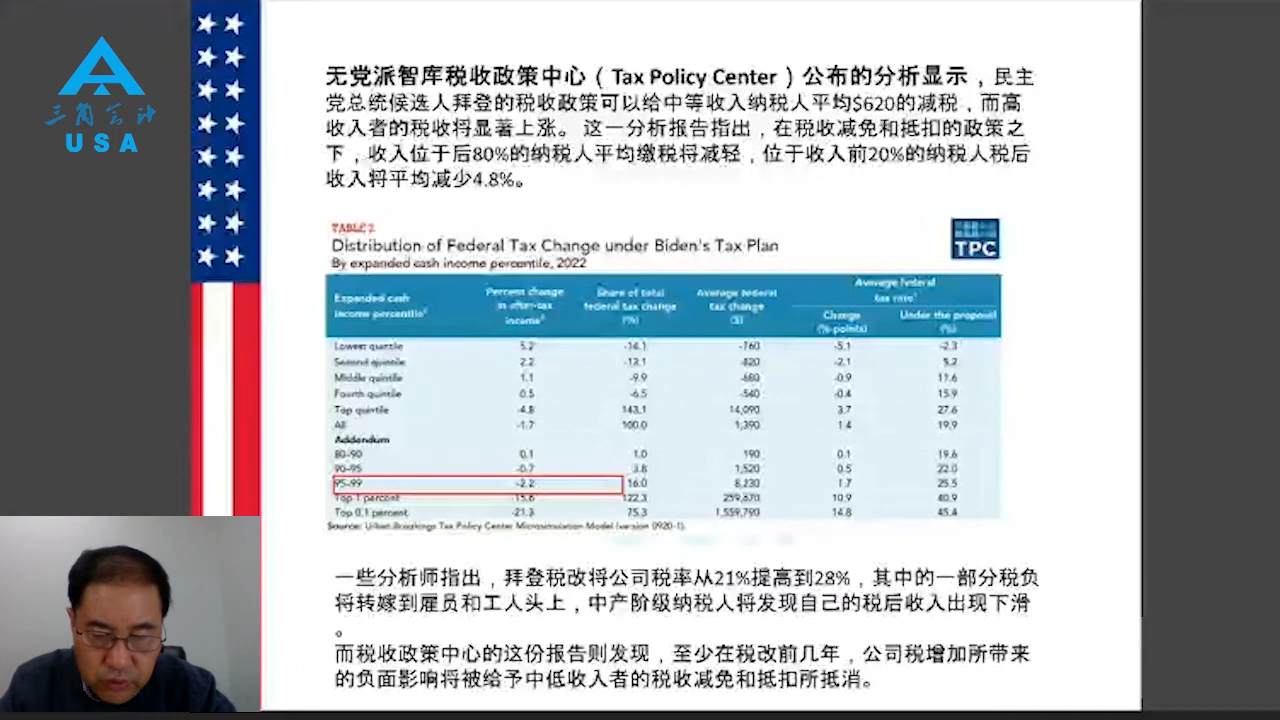 三角会计
USA
无党派智库税收政策中心（Tax Policy Center）公布的分析显示，民主
党总统候选人拜登的税收政策可以给中等收入纳税人平均$620的减税，而高
收入者的税收将显著上涨。 这一分析报告指出，在税收减免和抵扣的政策之
下，收入位于后80%的纳税人平均缴税将减轻，位于收入前20%的纳税人税后
收入将平均减少4.8%。
TABLE 2
Distribution of Federal Tax Change under Biden's Tax Plan
By expanded cash income percentile, 2022
TPC
Expanded cash income percentile Percent change in after-tax income Share of total federal tax change (%) Average federal tax change ($) Average federal tax rate
Change (% points) Under the proposal (%)
Lowest quintile 5.2 -14.1 -760 -5.1 -2.3
Second quintile 2.2 -13.1 -820 -2.1 5.2
Middle quintile 1.1 -9.9 -680 -0.9 11.6
Fourth quintile 0.5 -6.5 -540 -0.4 15.9
Top quintile -4.8 143.1 14,090 3.7 27.6
All -1.7 100.0 1,390 1.4 19.9
Addendum
80-90 0.1 1.0 190 0.1 19.6
90-95 -0.7 3.8 1,520 0.5 22.0
95-99 -2.2 16.0 8,230 1.7 25.5
Top 1 percent -15.6 122.3 259,670 10.9 40.9
Top 0.1 percent -21.3 75.3 1,559,790 14.8 45.4
Source: Urban-Brookings Tax Policy Center Microsimulation Model (version 0920-1).
一些分析师指出，拜登税改将公司税率从21%提高到28%，其中的一部分税负
将转嫁到雇员和工人头上，中产阶级纳税人将发现自己的税后收入出现下滑
。
而税收政策中心的这份报告则发现，至少在税改前几年，公司税增加所带来
的负面影响将被给予中低收入者的税收减免和抵扣所抵消。